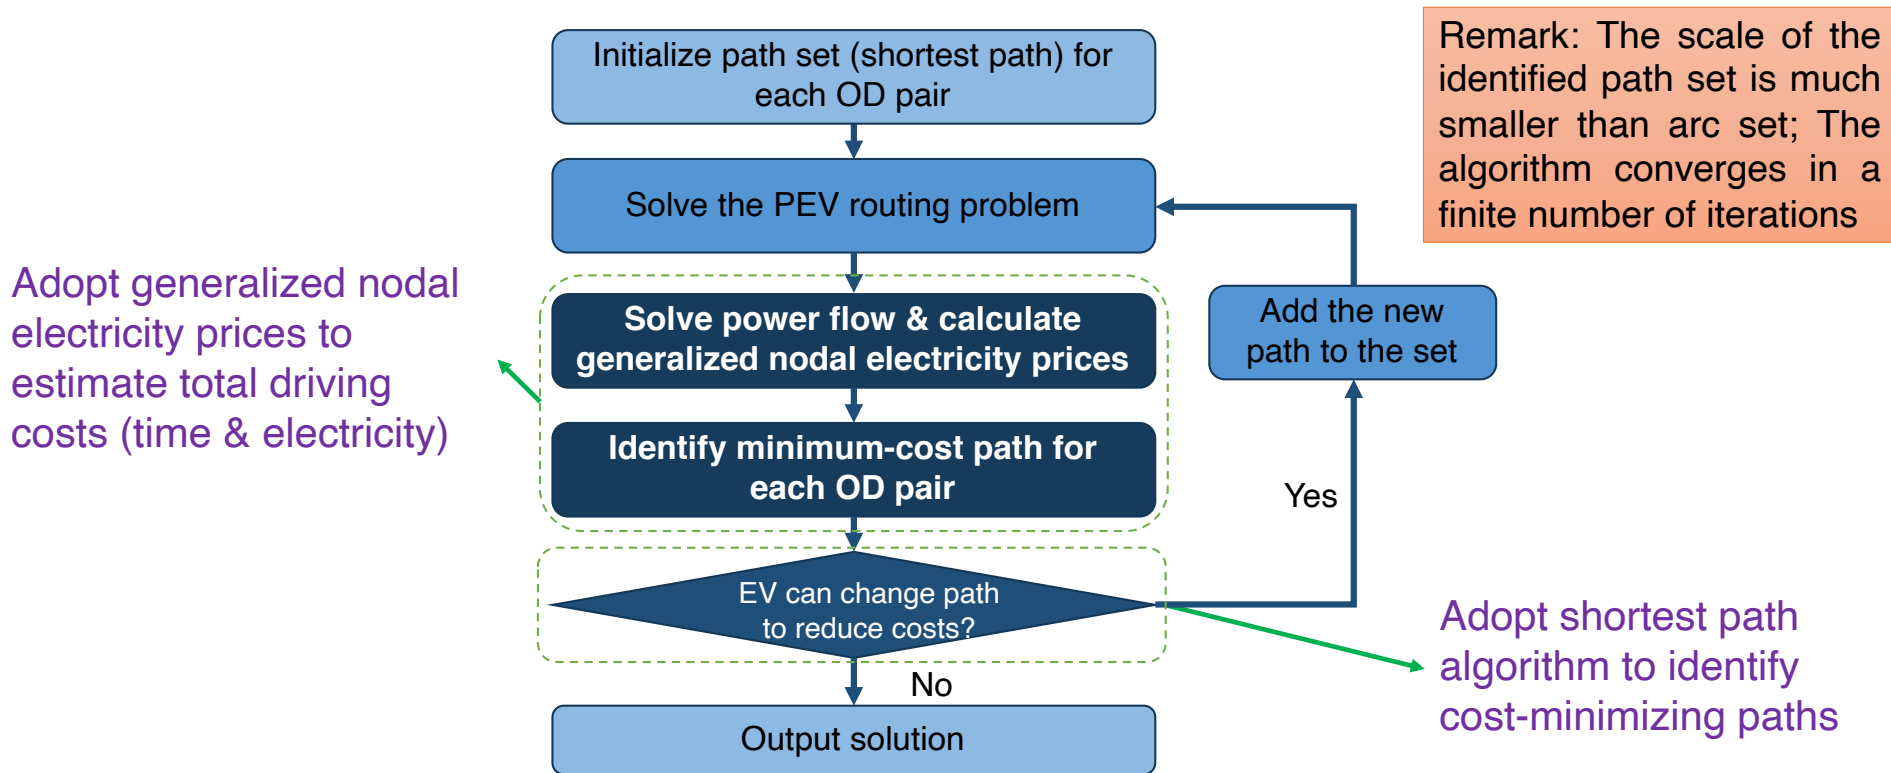 Initialize path set (shortest path) for
each OD pair
Remark: The scale of the
identified path set is much
smaller than arc set; The
algorithm converges in a
finite number of iterations
Solve the PEV routing problem
Adopt generalized nodal
electricity prices to
estimate total driving
costs (time & electricity)
Solve power flow & calculate
generalized nodal electricity prices
Add the new
path to the set
Identify minimum-cost path for
each OD pair
Yes
EV can change path
to reduce costs?
Adopt shortest path
algorithm to identify
cost-minimizing paths
No
Output solution